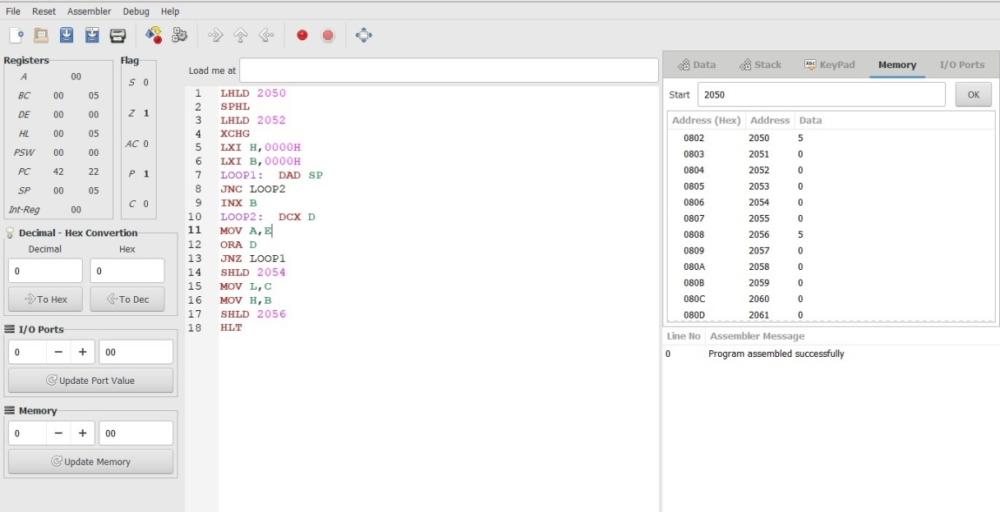 File Reset Assembler Debug Help
Registers
A 00
BC 00 05
DE 00 00
HL 00 05
PSW 00 00
PC 42 22
SP 00 05
Int-Reg 00
Flag
S 0
Z 1
AC 0
P 1
C 0
Decimal - Hex Convertion
Decimal Hex
0 0
To Hex To Dec
I/O Ports
0 − + 00
Update Port Value
Memory
0 − + 00
Update Memory
Load me at
1 LHLD 2050
2 SPHL
3 LHLD 2052
4 XCHG
5 LXI H,0000H
6 LXI B,0000H
7 LOOP1: DAD SP
8 JNC LOOP2
9 INX B
10 LOOP2: DCX D
11 MOV A,E
12 ORA D
13 JNZ LOOP1
14 SHLD 2054
15 MOV L,C
16 MOV H,B
17 SHLD 2056
18 HLT
Data Stack Abc KeyPad Memory I/O Ports
Start 2050 OK
Address (Hex) Address Data
0802 2050 5
0803 2051 0
0804 2052 0
0805 2053 0
0806 2054 0
0807 2055 0
0808 2056 5
0809 2057 0
080A 2058 0
080B 2059 0
080C 2060 0
080D 2061 0
Line No Assembler Message
0 Program assembled successfully